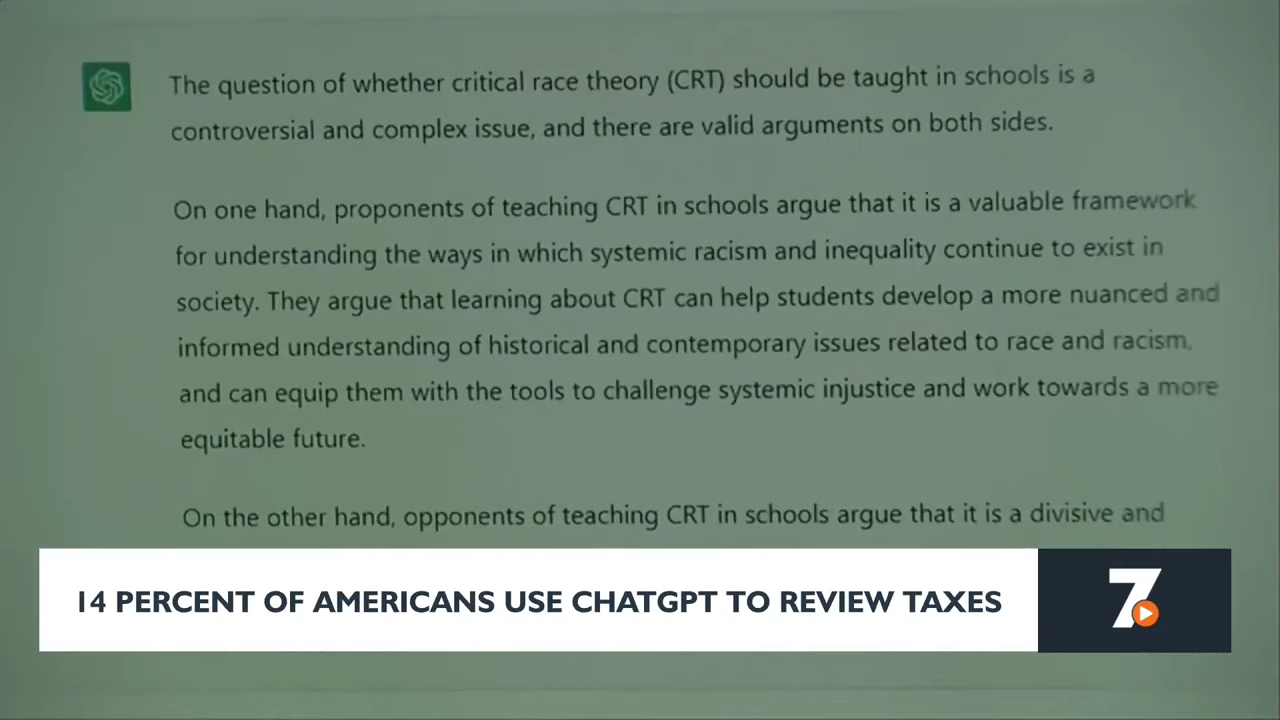 The question of whether critical race theory (CRT) should be taught in schools is a
controversial and complex issue, and there are valid arguments on both sides.
On one hand, proponents of teaching CRT in schools argue that it is a valuable framework
for understanding the ways in which systemic racism and inequality continue to exist in
society. They argue that learning about CRT can help students develop a more nuanced and
informed understanding of historical and contemporary issues related to race and racism,
and can equip them with the tools to challenge systemic injustice and work towards a more
equitable future.
On the other hand, opponents of teaching CRT in schools argue that it is a divisive and
14 PERCENT OF AMERICANS USE CHATGPT TO REVIEW TAXES
7